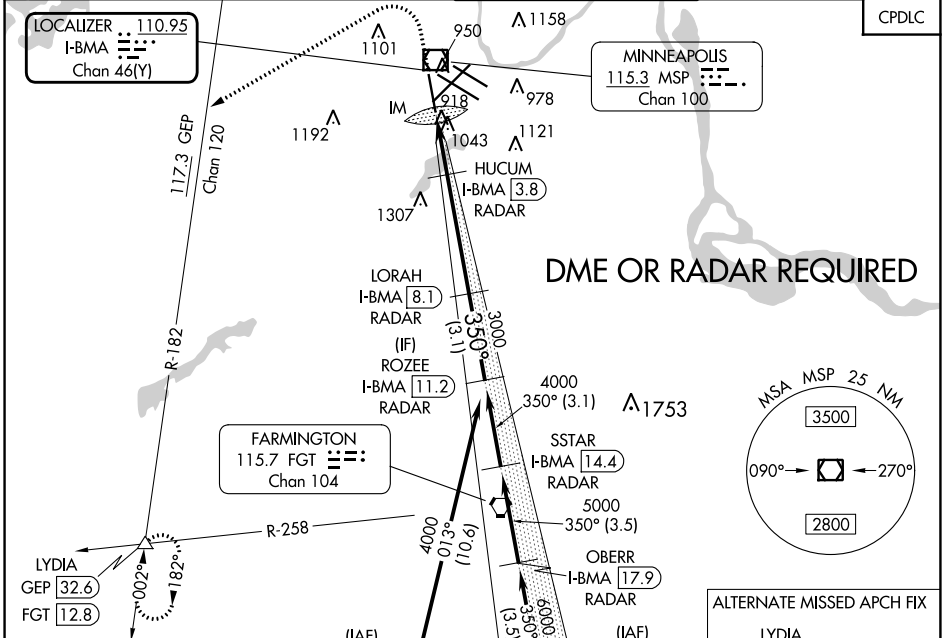 LOCALIZER 110.95
I-BMA
Chan 46(Y)
1101
950
1158
CPDLC
MINNEAPOLIS
115.3 MSP
Chan 100
978
IM
918
1192
1043
1121
117.3 GEP
Chan 120
HUCUM
I-BMA 3.8
RADAR
1307
DME OR RADAR REQUIRED
LORAH
I-BMA 8.1
RADAR
350°
3000
(3.1)
R-182
(IF)
ROZEE
I-BMA 11.2
RADAR
4000
350° (3.1)
1753
MSA MSP 25 NM
3500
090°
270°
2800
FARMINGTON
115.7 FGT
Chan 104
SSTAR
I-BMA 14.4
RADAR
5000
350° (3.5)
R-258
4000
013°
(10.6)
OBERR
I-BMA 17.9
RADAR
LYDIA
GEP 32.6
FGT 12.8
002°
182°
6000
350°
(3.5)
ALTERNATE MISSED APCH FIX
LYDIA
(IAF)
(IAF)